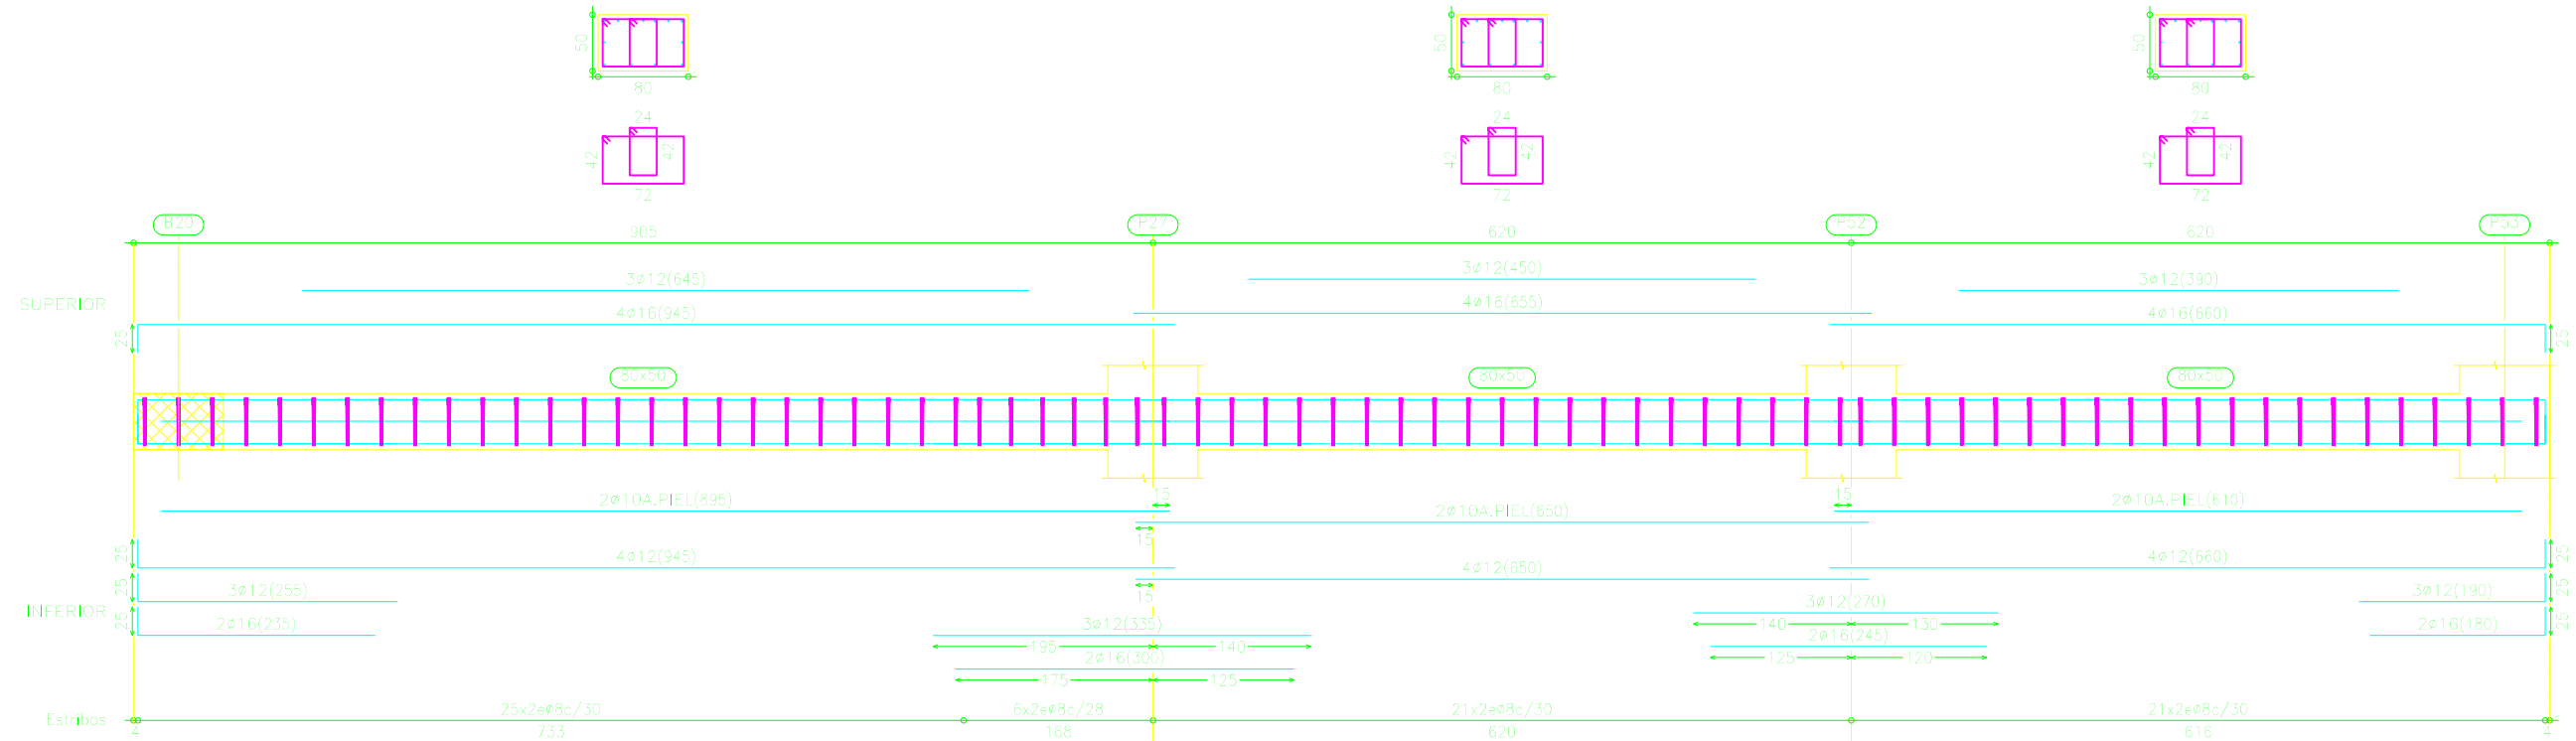 50 50 50
80 80 80
24 24 24
42 42 42 42 42 42
72 72 72
B20 P27 P52 P53
905 620 620
3ø12(645) 3ø12(450) 3ø12(390)
SUPERIOR
4ø16(945) 4ø16(655) 4ø16(660)
25 25
80x50 80x50 80x50
15 15
2ø10A.PIEL(895) 2ø10A.PIEL(650) 2ø10A.PIEL(610)
15
25 4ø12(945) 4ø12(650) 4ø12(660) 25
15
25 3ø12(255) 3ø12(270) 3ø12(190) 25
INFERIOR
140 130
25 2ø16(235) 3ø12(335) 2ø16(245) 2ø16(180) 25
195 140 125 120
2ø16(300)
175 125
Estribos 25x2eø8c/30 6x2eø8c/28 21x2eø8c/30 21x2eø8c/30
4 733 168 620 616 4